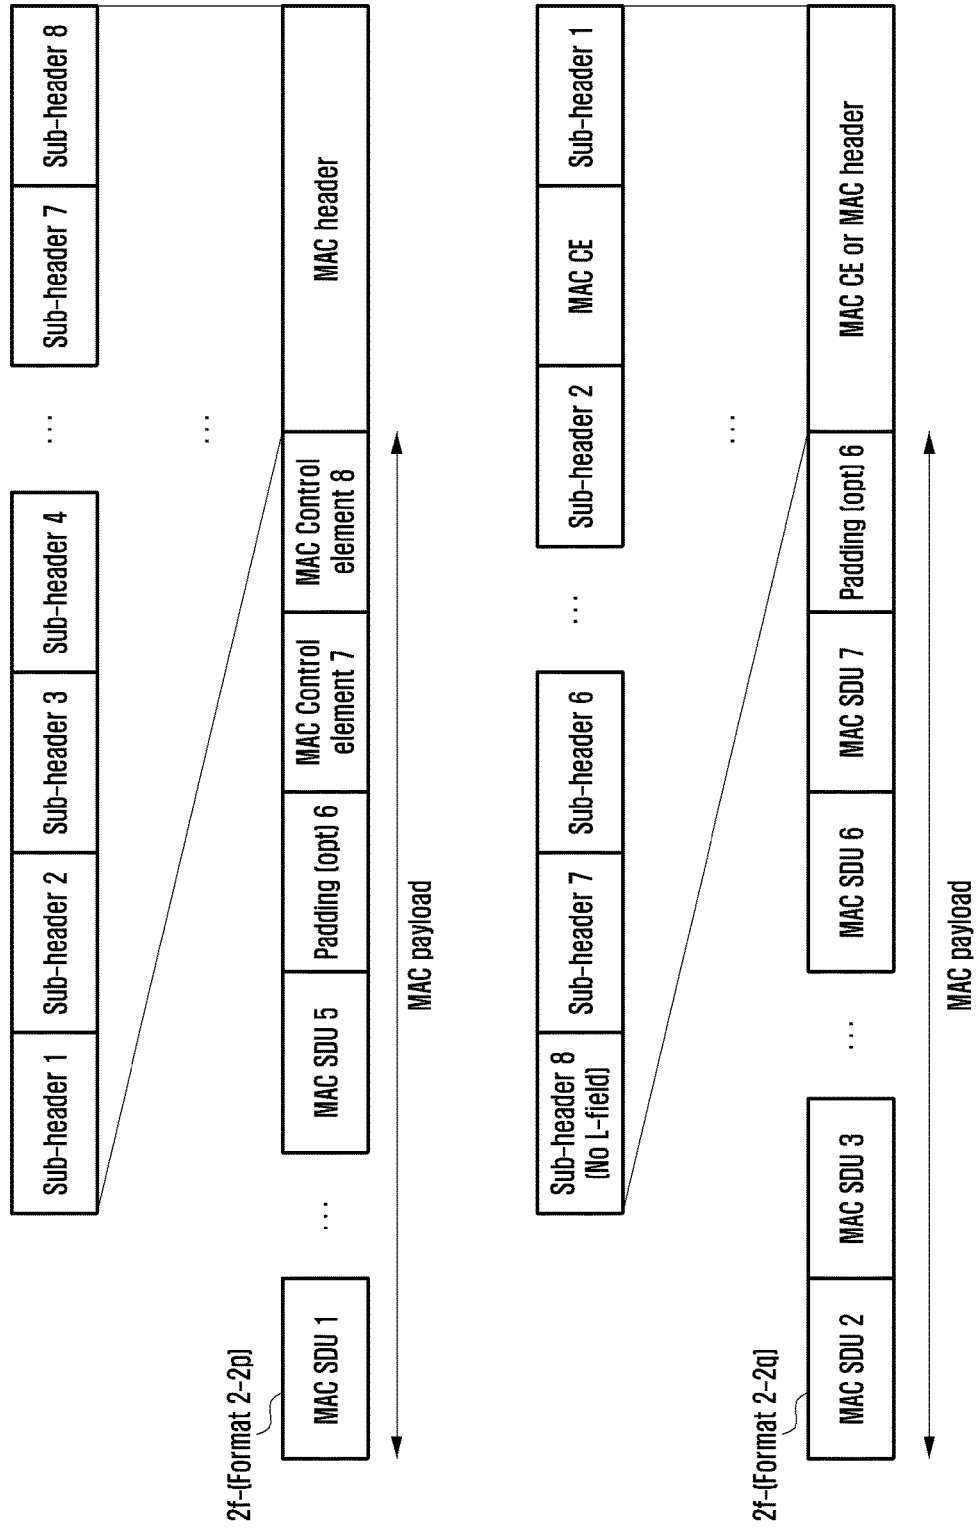 Sub-header 1
Sub-header 2
Sub-header 3
Sub-header 4
...
Sub-header 7
Sub-header 8
...
2f-(Format 2-2p)
MAC SDU 1
...
MAC SDU 5
Padding (opt) 6
MAC Control
element 7
MAC Control
element 8
MAC header
MAC payload
Sub-header 8
(No L-field)
Sub-header 7
Sub-header 6
...
Sub-header 2
MAC CE
Sub-header 1
...
2f-(Format 2-2q)
MAC SDU 2
MAC SDU 3
...
MAC SDU 6
MAC SDU 7
Padding (opt) 6
MAC CE or MAC header
MAC payload